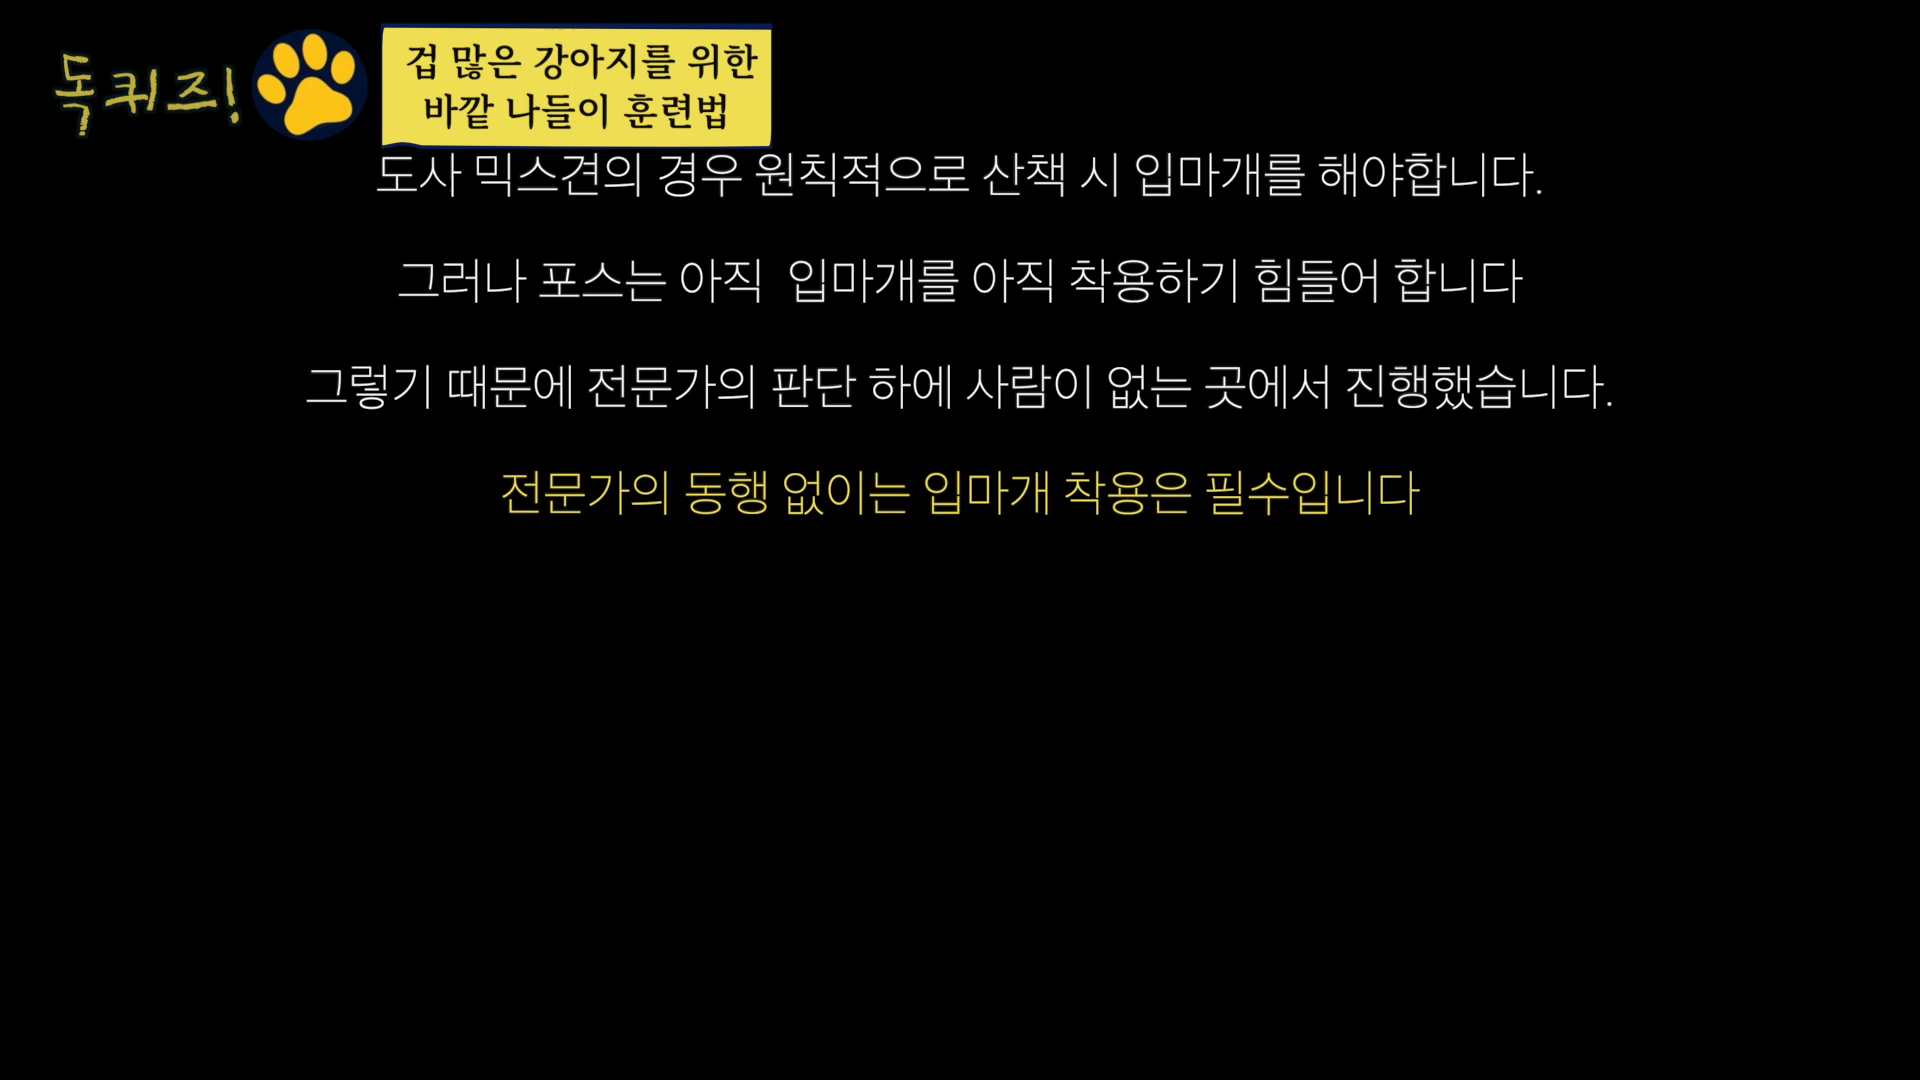 독퀴즈!
겁 많은 강아지를 위한
바깥 나들이 훈련법
도사 믹스견의 경우 원칙적으로 산책 시 입마개를 해야합니다.
그러나 포스는 아직  입마개를 아직 착용하기 힘들어 합니다
그렇기 때문에 전문가의 판단 하에 사람이 없는 곳에서 진행했습니다.
전문가의 동행 없이는 입마개 착용은 필수입니다